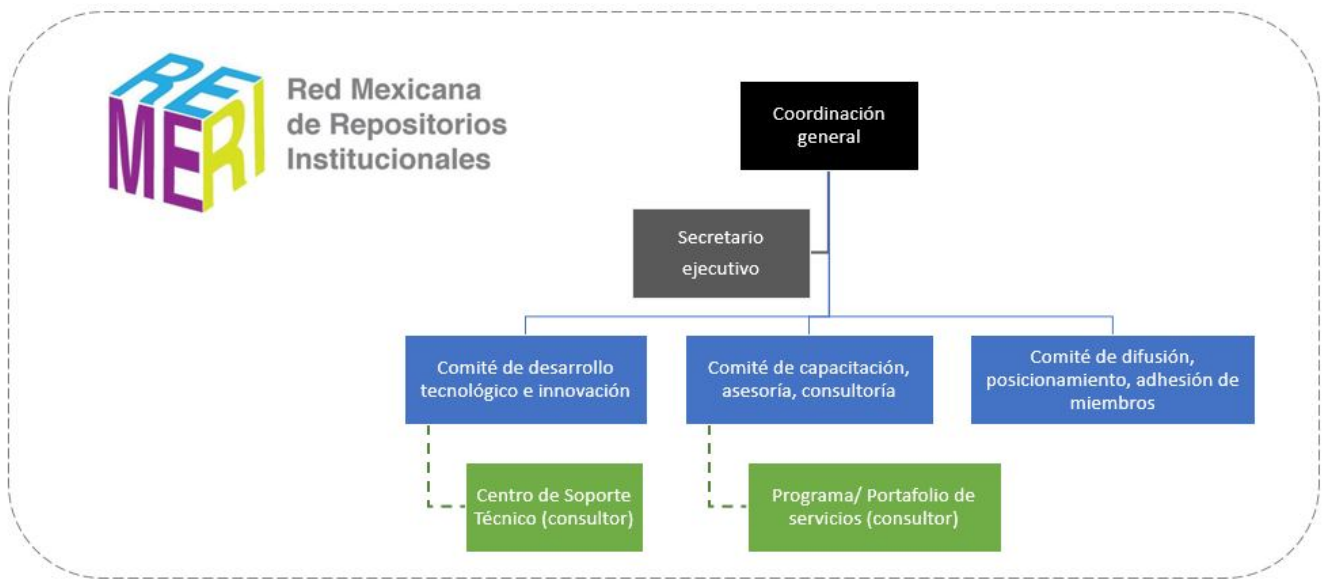 REMERI
Red Mexicana
de Repositorios
Institucionales
Coordinación
general
Secretario
ejecutivo
Comité de desarrollo
tecnológico e innovación
Comité de capacitación,
asesoría, consultoría
Comité de difusión,
posicionamiento, adhesión de
miembros
Centro de Soporte
Técnico (consultor)
Programa/ Portafolio de
servicios (consultor)